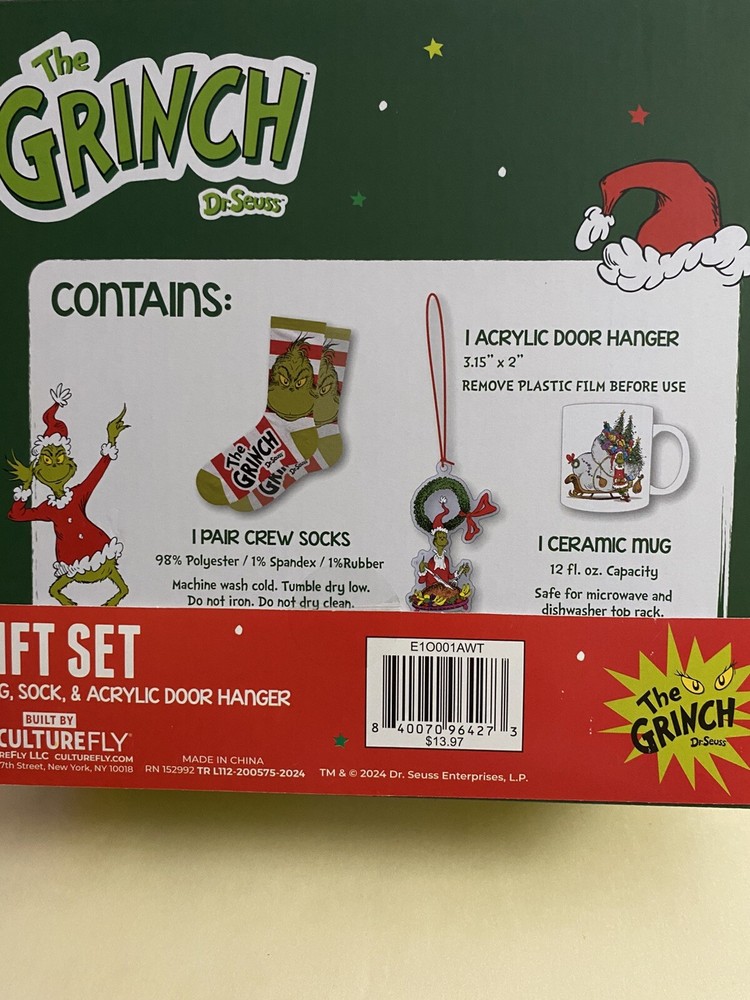 The
GRINCH
Dr. Seuss
CONTAINS:
1 ACRYLIC DOOR HANGER
3.15" x 2"
REMOVE PLASTIC FILM BEFORE USE
The
GRINCH
Dr. Seuss
1 PAIR CREW SOCKS
98% Polyester / 1% Spandex / 1%Rubber
Machine wash cold. Tumble dry low.
Do not iron. Do not dry clean.
1 CERAMIC MUG
12 fl. oz. Capacity
Safe for microwave and
dishwasher top rack.
IFT SET
G, SOCK, & ACRYLIC DOOR HANGER
BUILT BY
CULTUREFLY
REFLY LLC CULTUREFLY.COM
7th Street, New York, NY 10018
MADE IN CHINA
RN 152992 TR L112-200575-2024
TM & © 2024 Dr. Seuss Enterprises, L.P.
E1O001AWT
8 40070 96427 3
$13.97
The
GRINCH
Dr. Seuss